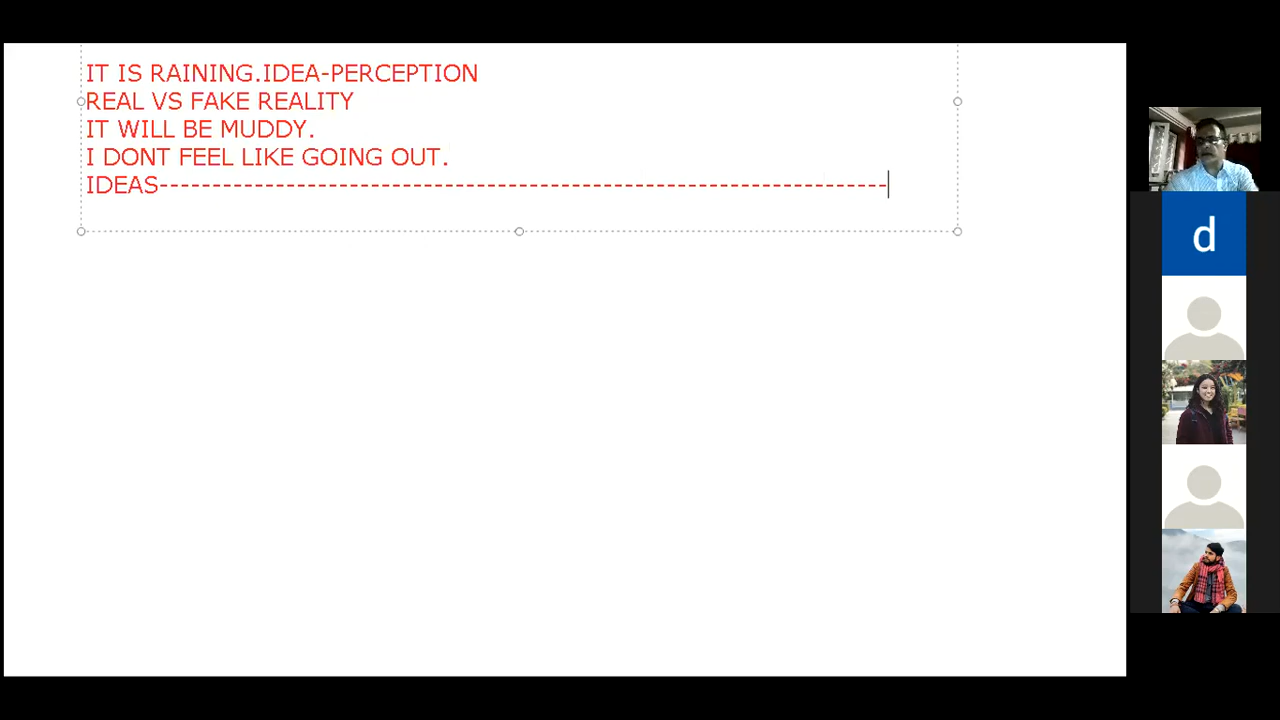 IT IS RAINING.IDEA-PERCEPTION
REAL VS FAKE REALITY
IT WILL BE MUDDY.
I DONT FEEL LIKE GOING OUT.
IDEAS-------------------------------------------------------------------
d